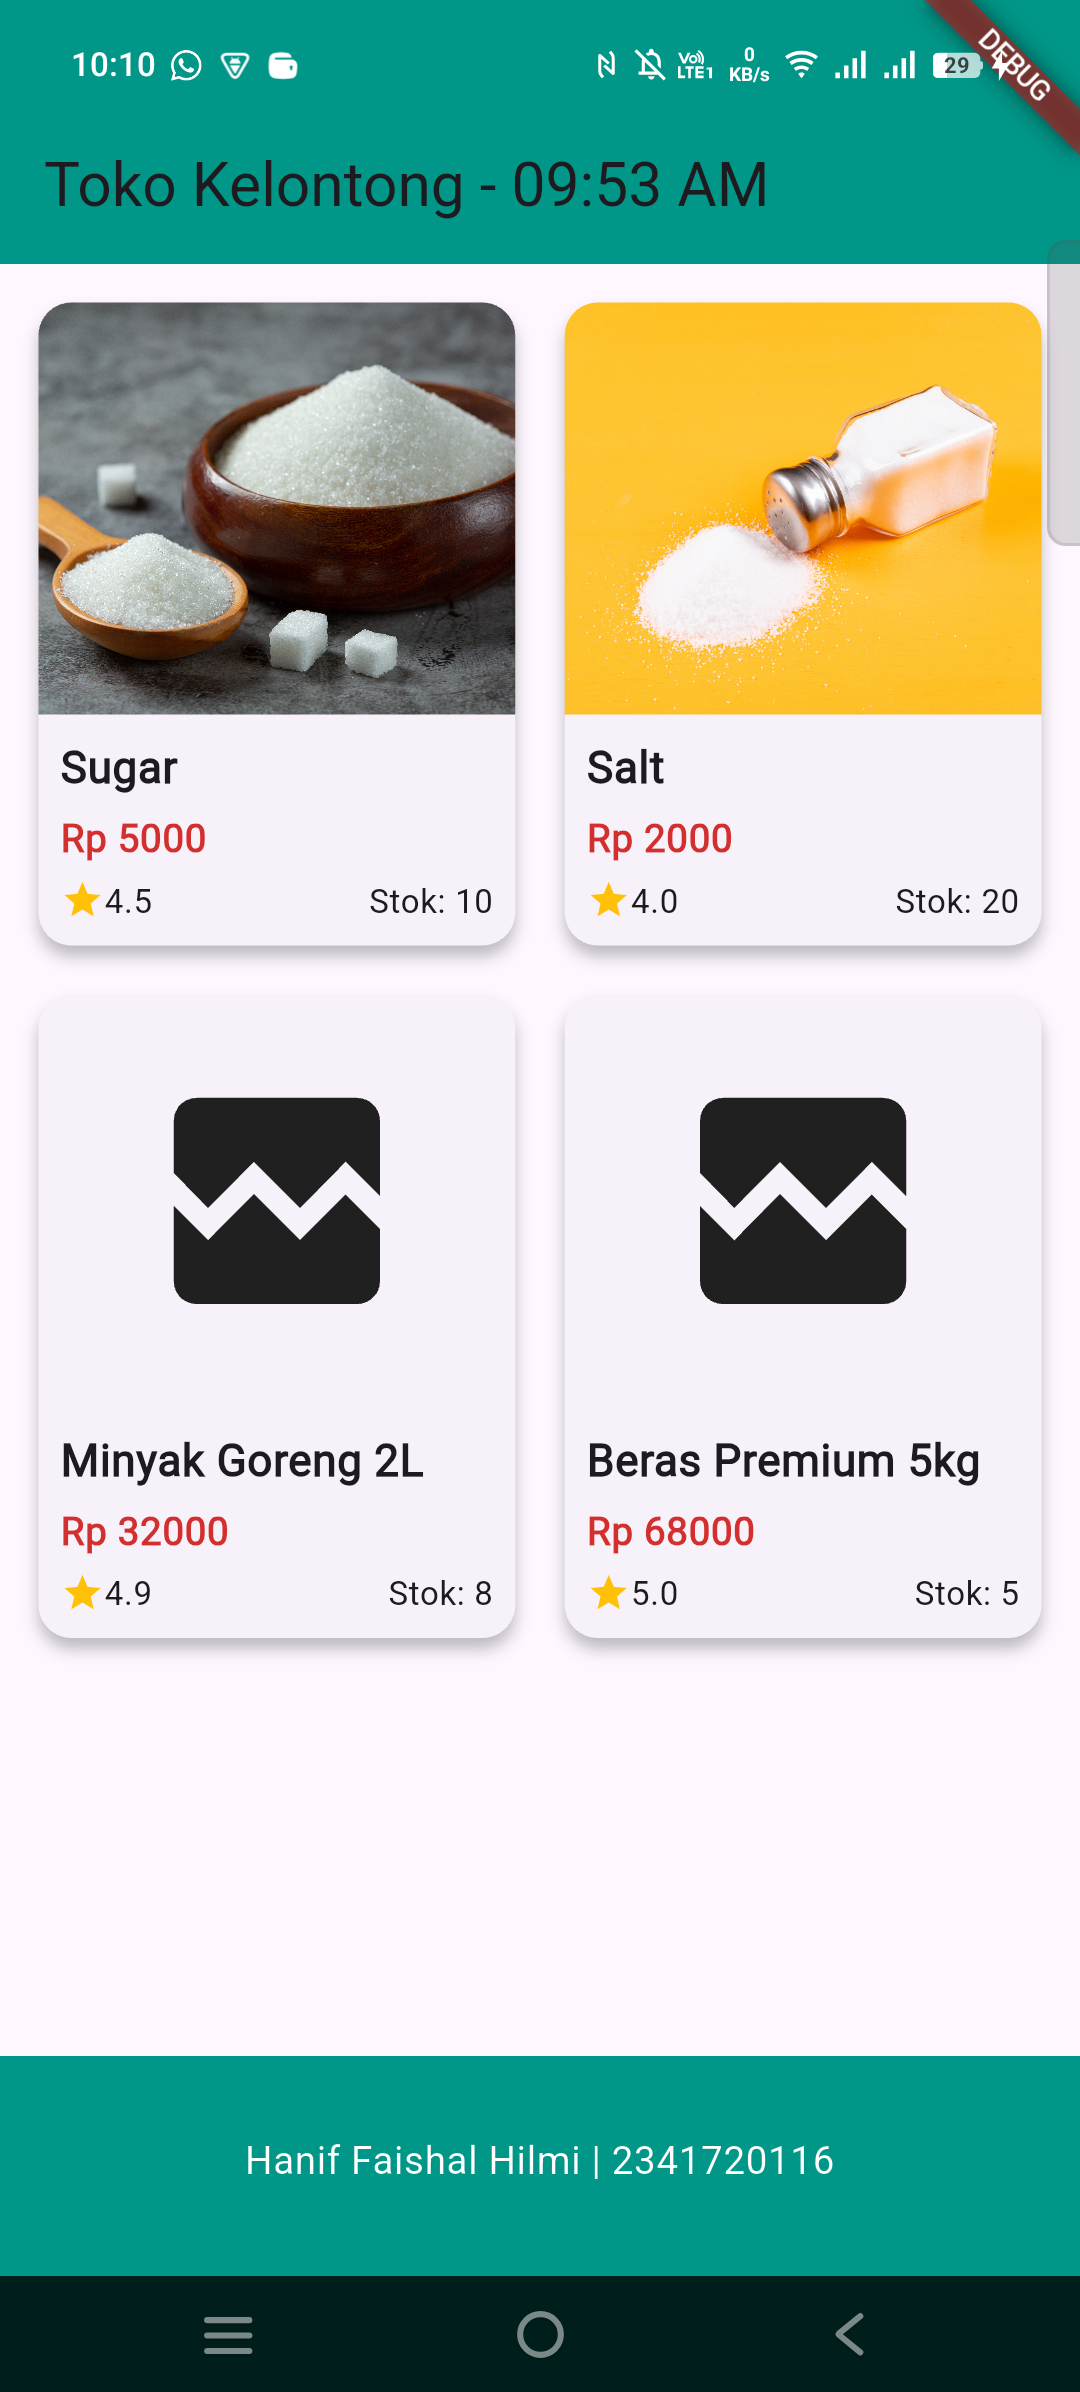 10:10
Vo))
LTE1
0
KB/s
29
DEBUG
Toko Kelontong - 09:53 AM
Sugar
Rp 5000
4.5
Stok: 10
Salt
Rp 2000
4.0
Stok: 20
Minyak Goreng 2L
Rp 32000
4.9
Stok: 8
Beras Premium 5kg
Rp 68000
5.0
Stok: 5
Hanif Faishal Hilmi | 2341720116